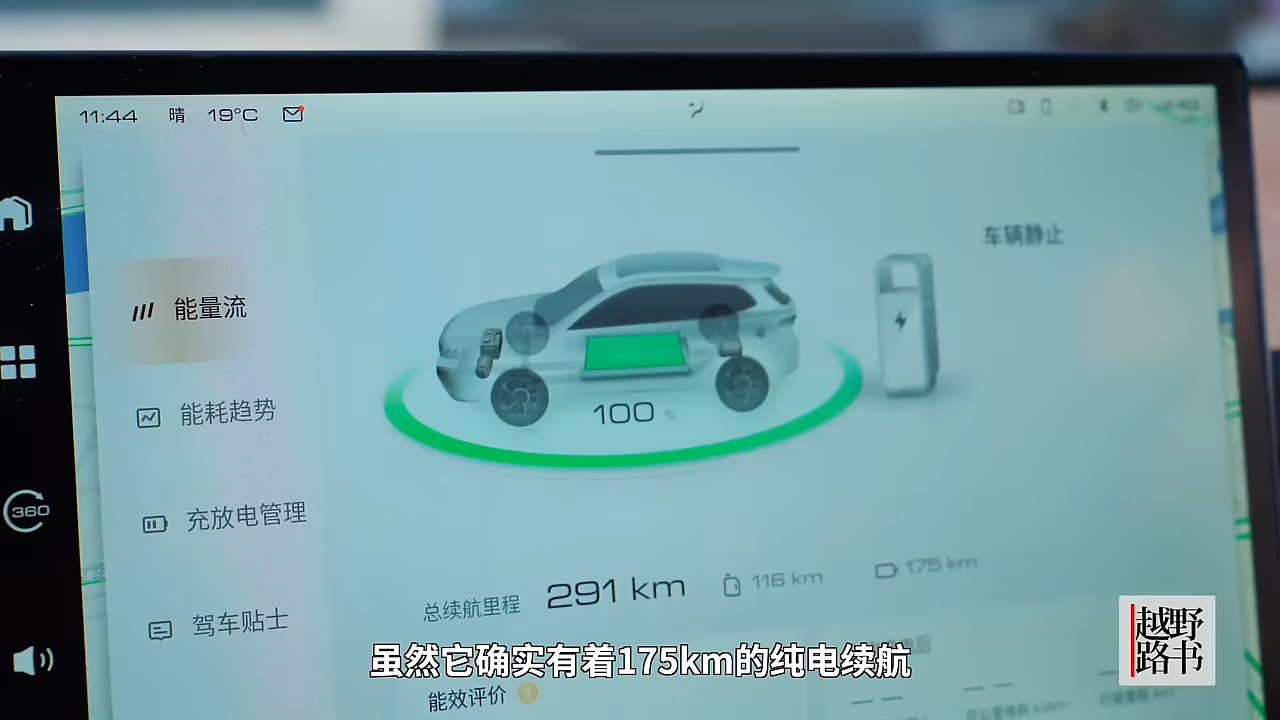 11:44 晴 19°C
车辆静止
能量流
100
360
能耗趋势
充放电管理
总续航里程 291 km 116 km 175 km
驾车贴士
虽然它确实有着175km的纯电续航
能效评价 ?
越野
路书